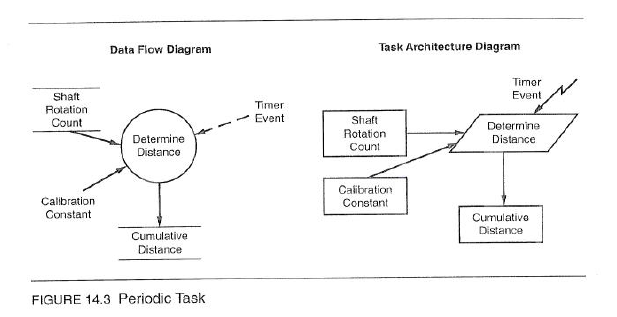 Data Flow Diagram
Shaft
Rotation
Count
Timer
Event
Determine
Distance
Calibration
Constant
Cumulative
Distance
Task Architecture Diagram
Timer
Event
Shaft
Rotation
Count
Determine
Distance
Calibration
Constant
Cumulative
Distance
FIGURE 14.3 Periodic Task